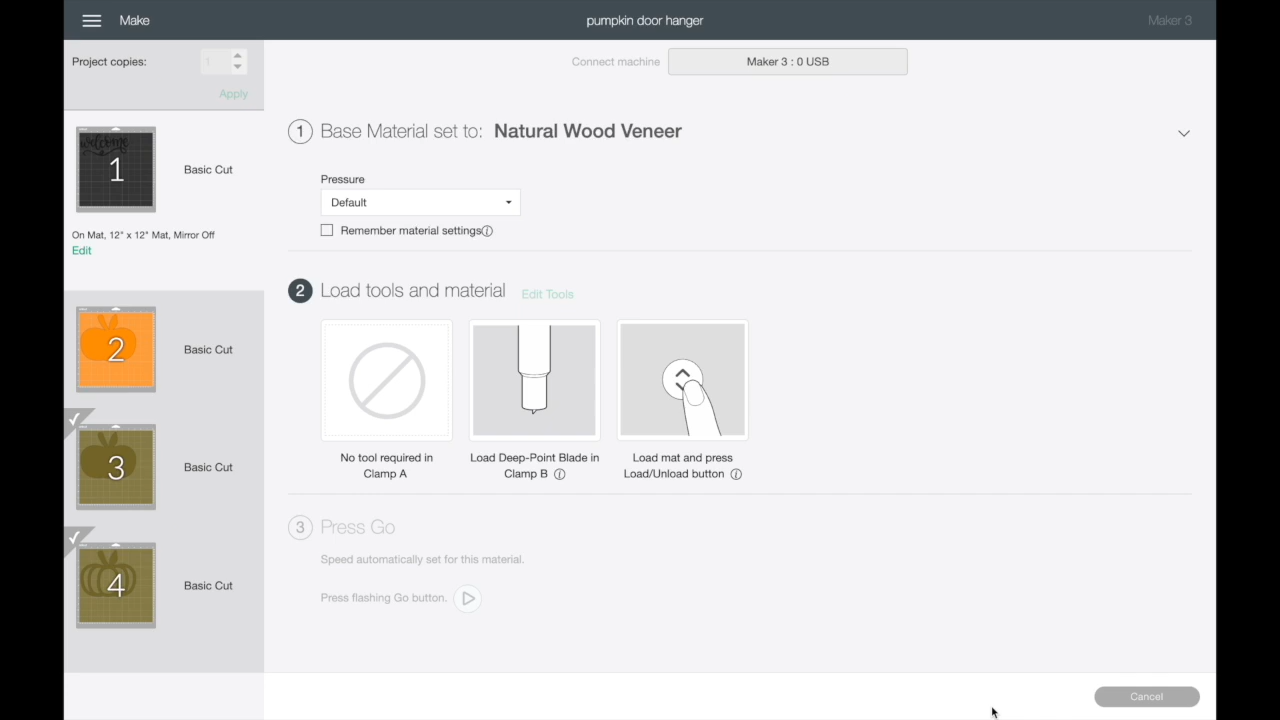 Make
pumpkin door hanger
Maker 3
Project copies:
1
Apply
Connect machine
Maker 3 : 0 USB
welcome
1
Basic Cut
On Mat, 12" x 12" Mat, Mirror Off
Edit
2
Basic Cut
3
Basic Cut
4
Basic Cut
1 Base Material set to: Natural Wood Veneer
Pressure
Default
Remember material settings
2 Load tools and material Edit Tools
No tool required in
Clamp A
Load Deep-Point Blade in
Clamp B
Load mat and press
Load/Unload button
3 Press Go
Speed automatically set for this material.
Press flashing Go button.
Cancel